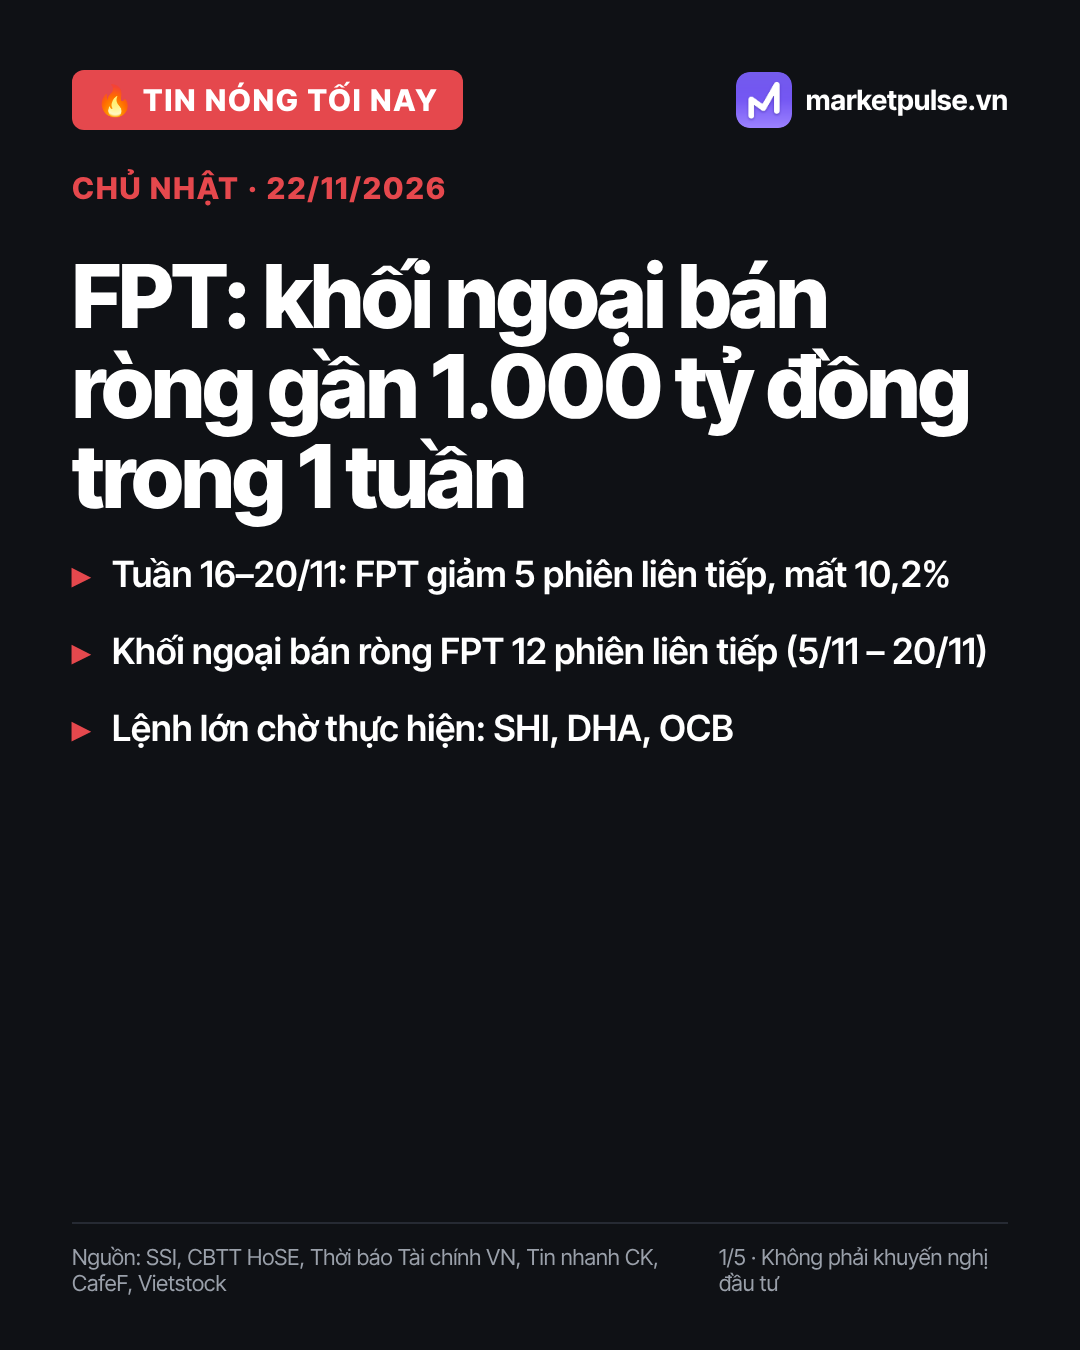 🔥 TIN NÓNG TỐI NAY
marketpulse.vn
CHỦ NHẬT · 22/11/2026
FPT: khối ngoại bán
ròng gần 1.000 tỷ đồng
trong 1 tuần
▶ Tuần 16–20/11: FPT giảm 5 phiên liên tiếp, mất 10,2%
▶ Khối ngoại bán ròng FPT 12 phiên liên tiếp (5/11 – 20/11)
▶ Lệnh lớn chờ thực hiện: SHI, DHA, OCB
Nguồn: SSI, CBTT HoSE, Thời báo Tài chính VN, Tin nhanh CK,
CafeF, Vietstock
1/5 · Không phải khuyến nghị
đầu tư